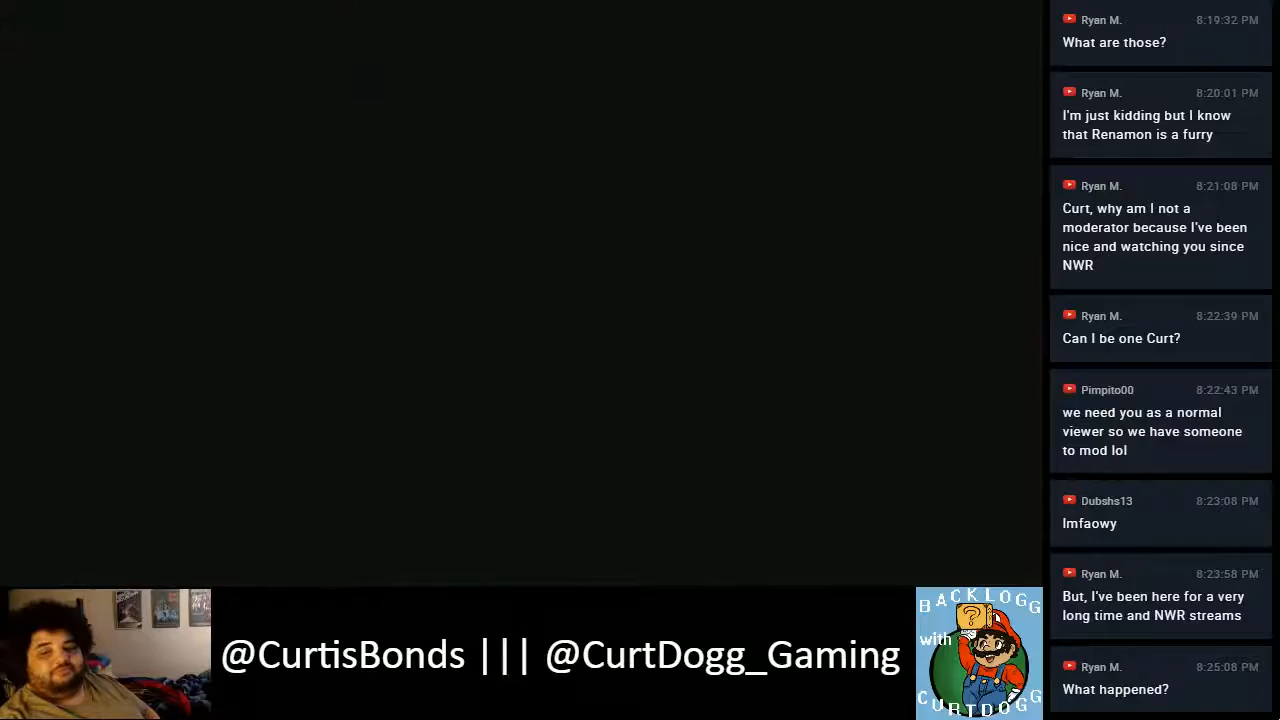 Ryan M. 8:19:32 PM
What are those?
Ryan M. 8:20:01 PM
I'm just kidding but I know
that Renamon is a furry
Ryan M. 8:21:08 PM
Curt, why am I not a
moderator because I've been
nice and watching you since
NWR
Ryan M. 8:22:39 PM
Can I be one Curt?
Pimpito00 8:22:43 PM
we need you as a normal
viewer so we have someone
to mod lol
Dubshs13 8:23:08 PM
lmfaowy
Ryan M. 8:23:58 PM
But, I've been here for a very
long time and NWR streams
Ryan M. 8:25:08 PM
What happened?
@CurtisBonds ||| @CurtDogg_Gaming
BACKLOGG
with
?
CURTDOGG